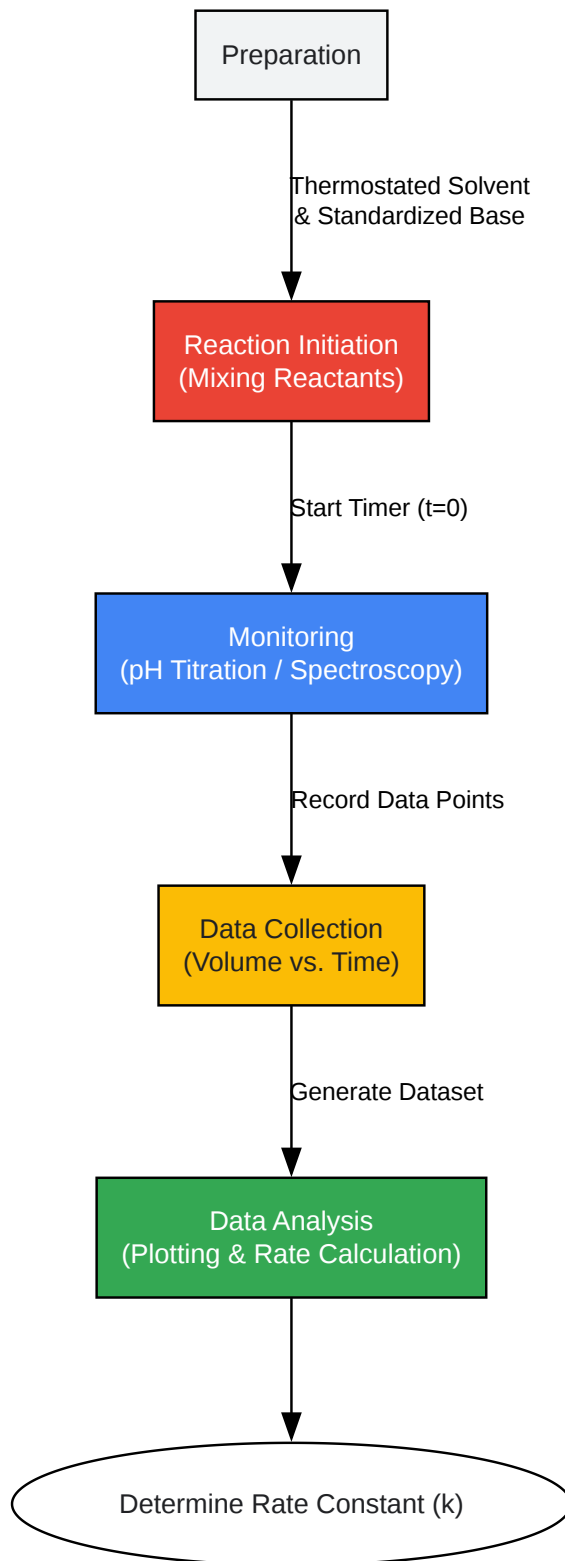 Preparation
Thermostated Solvent
& Standardized Base
Reaction Initiation
(Mixing Reactants)
Start Timer (t=0)
Monitoring
(pH Titration / Spectroscopy)
Record Data Points
Data Collection
(Volume vs. Time)
Generate Dataset
Data Analysis
(Plotting & Rate Calculation)
Determine Rate Constant (k)